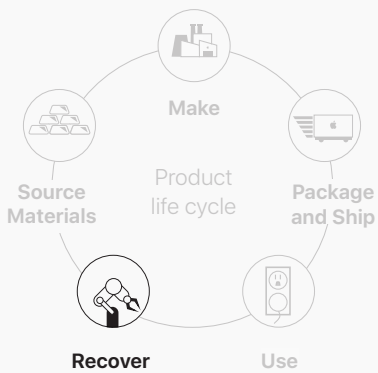 Make
Product
life cycle
Source
Materials
Package
and Ship
Recover
Use